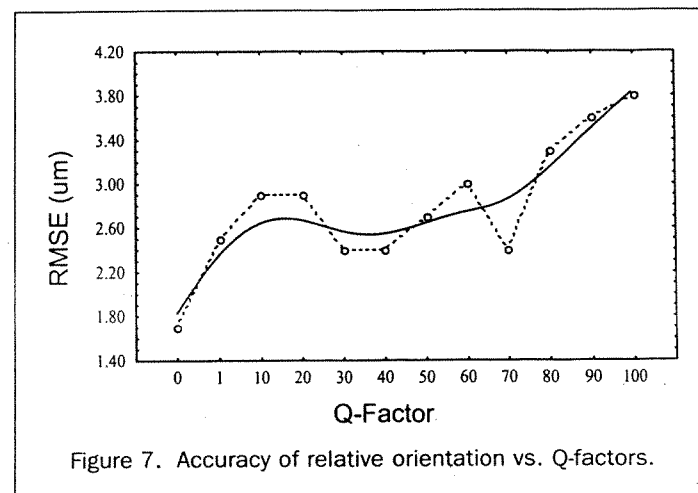 4.20
3.80
3.40
3.00
2.60
2.20
1.80
1.40
RMSE (um)
0 1 10 20 30 40 50 60 70 80 90 100
Q-Factor
Figure 7. Accuracy of relative orientation vs. Q-factors.